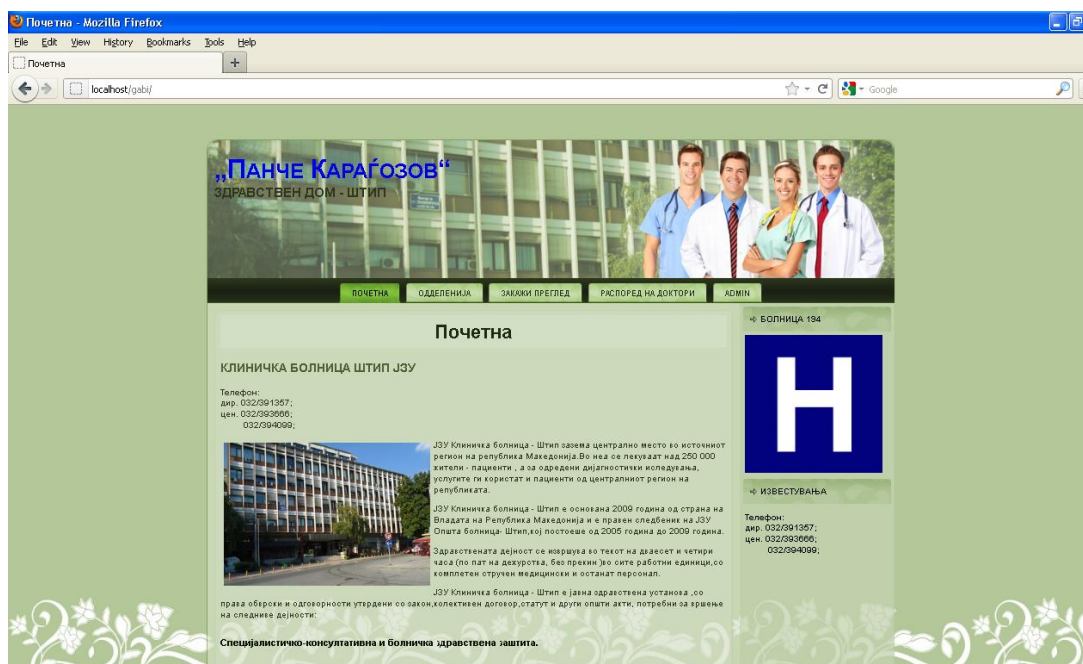 Почетна - Mozilla Firefox
File Edit View History Bookmarks Tools Help
Почетна
localhost/gabi/
Google
„ПАНЧЕ КАРАЃОЗОВ“
ЗДРАВСТВЕН ДОМ - ШТИП
ПОЧЕТНА ОДДЕЛЕНИЈА ЗАКАЖИ ПРЕГЛЕД РАСПОРЕД НА ДОКТОРИ ADMIN
Почетна
КЛИНИЧКА БОЛНИЦА ШТИП ЈЗУ
Телефон:
дир. 032/391357;
цен. 032/393666;
032/394099;
ЈЗУ Клиничка болница - Штип зазема централно место во источниот
регион на република Македонија.Во неа се лекуваат над 250 000
жители - пациенти , а за одредени дијагностички иследувања,
услугите ги користат и пациенти од централниот регион на
републиката.
ЈЗУ Клиничка болница - Штип е основана 2009 година од страна на
Владата на Република Македонија и е правен следбеник на ЈЗУ
Општа болница- Штип,кој постоеше од 2005 година до 2009 година.
Здравствената дејност се извршува во текот на дваесет и четири
часа (по пат на дежурства, без прекин )во сите работни единици,со
комплетен стручен медицински и останат персонал.
ЈЗУ Клиничка болница - Штип е јавна здравствена установа ,со
права обврски и одговорности утврдени со закон,колективен договор,статут и други општи акти, потребни за вршење
на следниве дејности:
Специјалистичко-консултативна и болничка здравствена заштита.
БОЛНИЦА 194
H
ИЗВЕСТУВАЊА
Телефон:
дир. 032/391357;
цен. 032/393666;
032/394099;